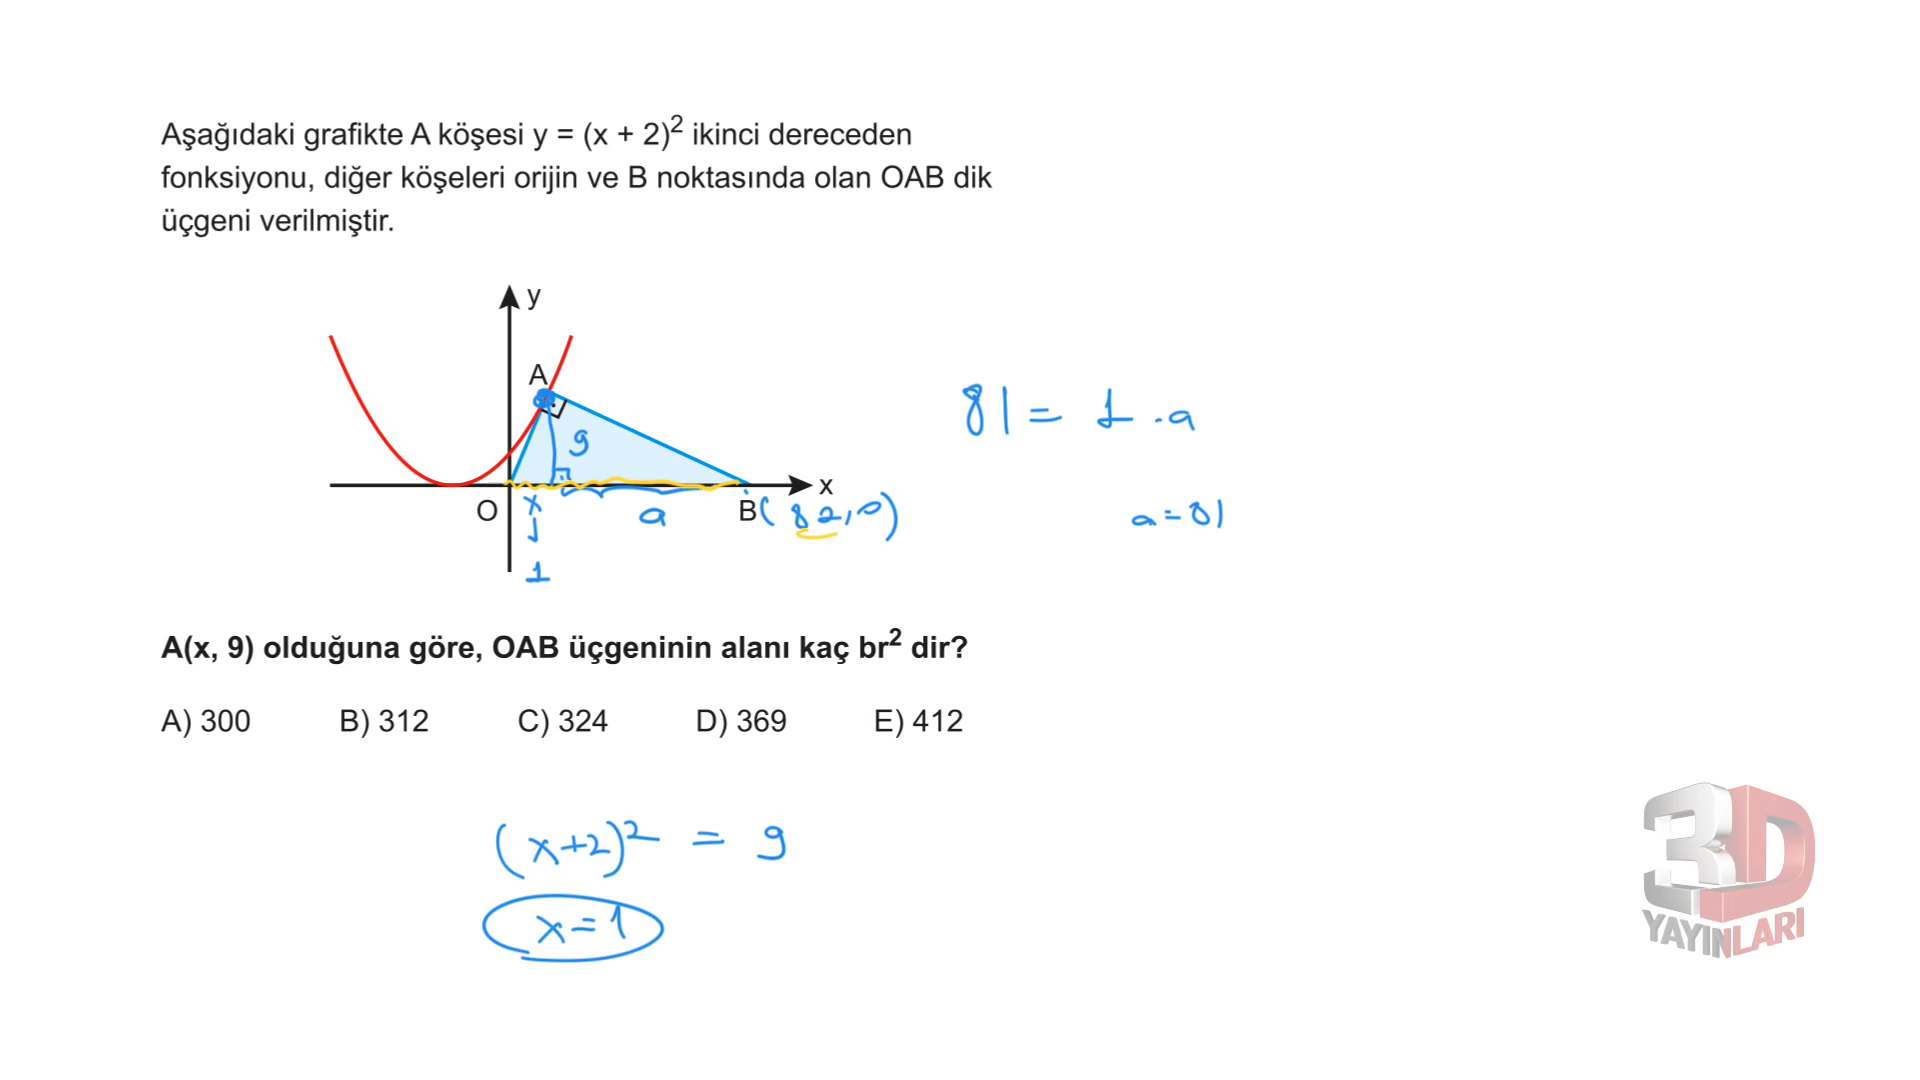 Aşağıdaki grafikte A köşesi y = (x + 2)² ikinci dereceden
fonksiyonu, diğer köşeleri orijin ve B noktasında olan OAB dik
üçgeni verilmiştir.
y
A
9
81 = 1 . a
x
O
x
a
B(82,0)
a = 81
1
A(x, 9) olduğuna göre, OAB üçgeninin alanı kaç br² dir?
A) 300 B) 312 C) 324 D) 369 E) 412
(x+2)² = 9
x = 1
3D
YAYINLARI